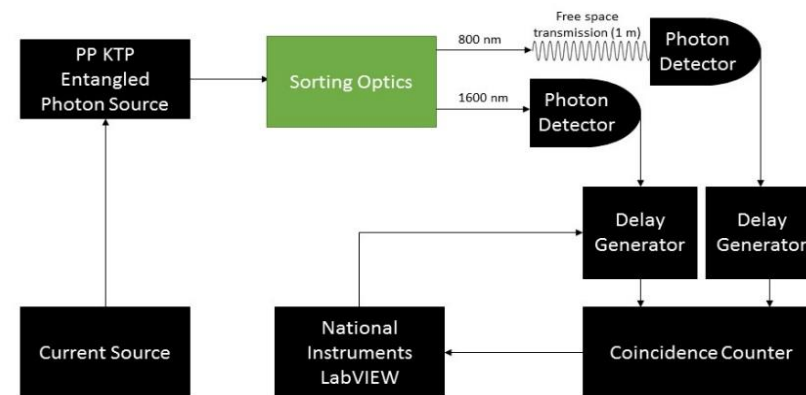 PP KTP
Entangled
Photon Source
Sorting Optics
800 nm
Free space
transmission (1 m)
Photon
Detector
1600 nm
Photon
Detector
Delay
Generator
Delay
Generator
Current Source
National
Instruments
LabVIEW
Coincidence Counter